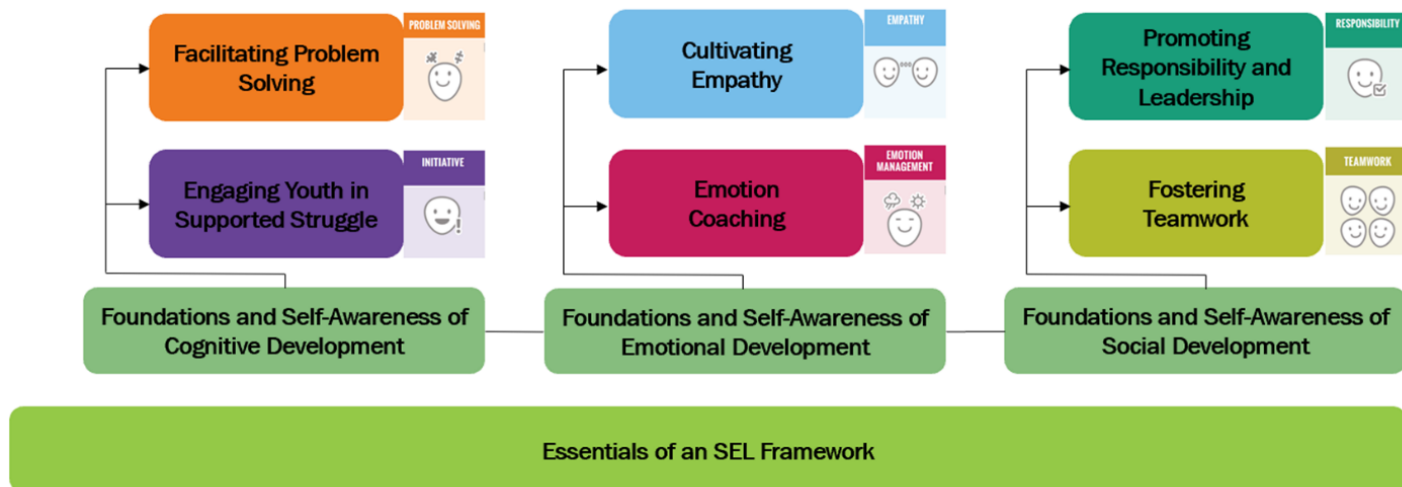 PROBLEM SOLVING
Facilitating Problem
Solving
EMPATHY
Cultivating
Empathy
RESPONSIBILITY
Promoting
Responsibility and
Leadership
INITIATIVE
Engaging Youth in
Supported Struggle
EMOTION
MANAGEMENT
Emotion
Coaching
TEAMWORK
Fostering
Teamwork
Foundations and Self-Awareness of
Cognitive Development
Foundations and Self-Awareness of
Emotional Development
Foundations and Self-Awareness of
Social Development
Essentials of an SEL Framework